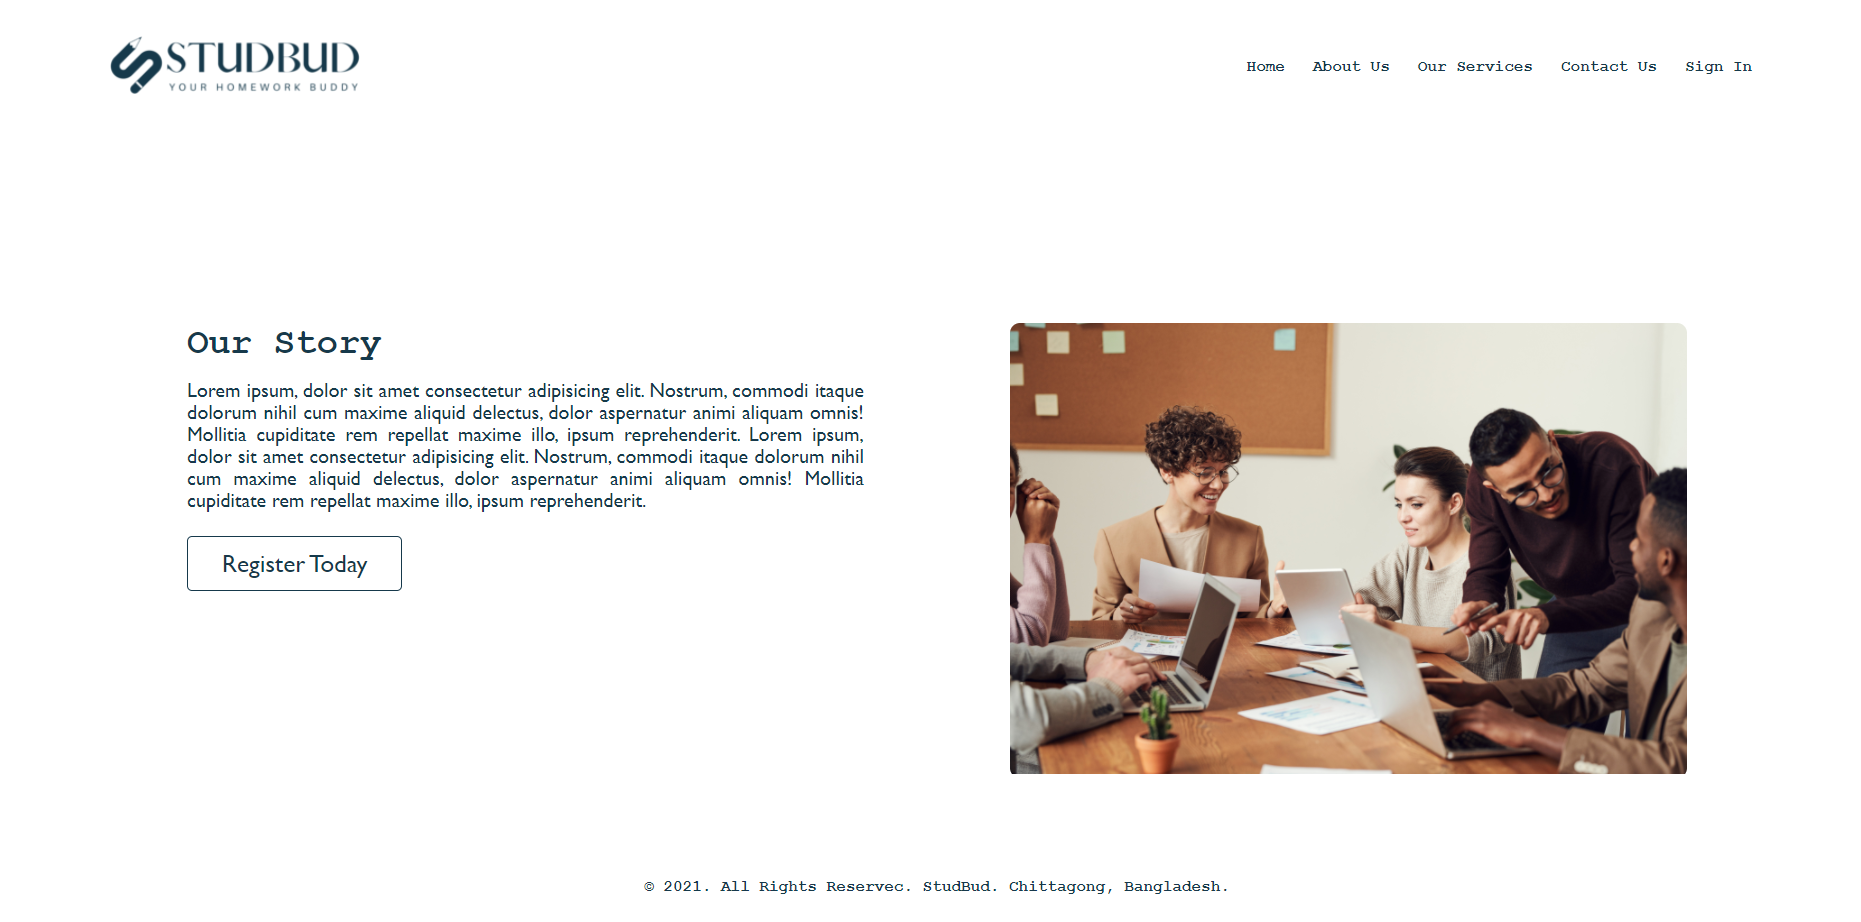 STUDBUD
YOUR HOMEWORK BUDDY
Home About Us Our Services Contact Us Sign In
Our Story
Lorem ipsum, dolor sit amet consectetur adipisicing elit. Nostrum, commodi itaque
dolorum nihil cum maxime aliquid delectus, dolor aspernatur animi aliquam omnis!
Mollitia cupiditate rem repellat maxime illo, ipsum reprehenderit. Lorem ipsum,
dolor sit amet consectetur adipisicing elit. Nostrum, commodi itaque dolorum nihil
cum maxime aliquid delectus, dolor aspernatur animi aliquam omnis! Mollitia
cupiditate rem repellat maxime illo, ipsum reprehenderit.
Register Today
© 2021. All Rights Reservec. StudBud. Chittagong, Bangladesh.